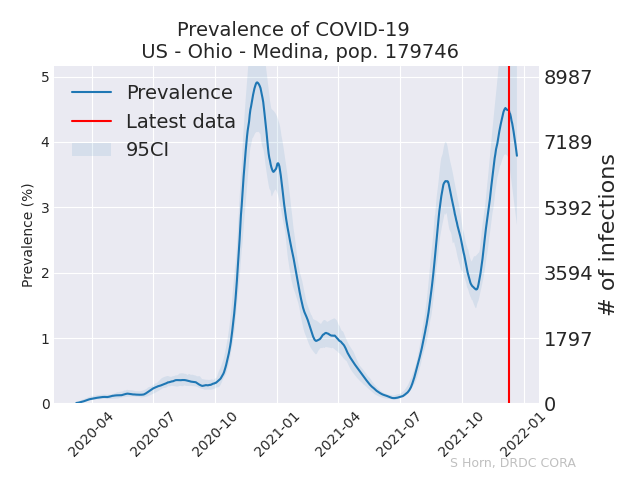 Prevalence of COVID-19
US - Ohio - Medina, pop. 179746
Prevalence
Latest data
95CI
Prevalence (%)
5
4
3
2
1
0
8987
7189
5392
3594
1797
0
# of infections
2020-04
2020-07
2020-10
2021-01
2021-04
2021-07
2021-10
2022-01
S Horn, DRDC CORA